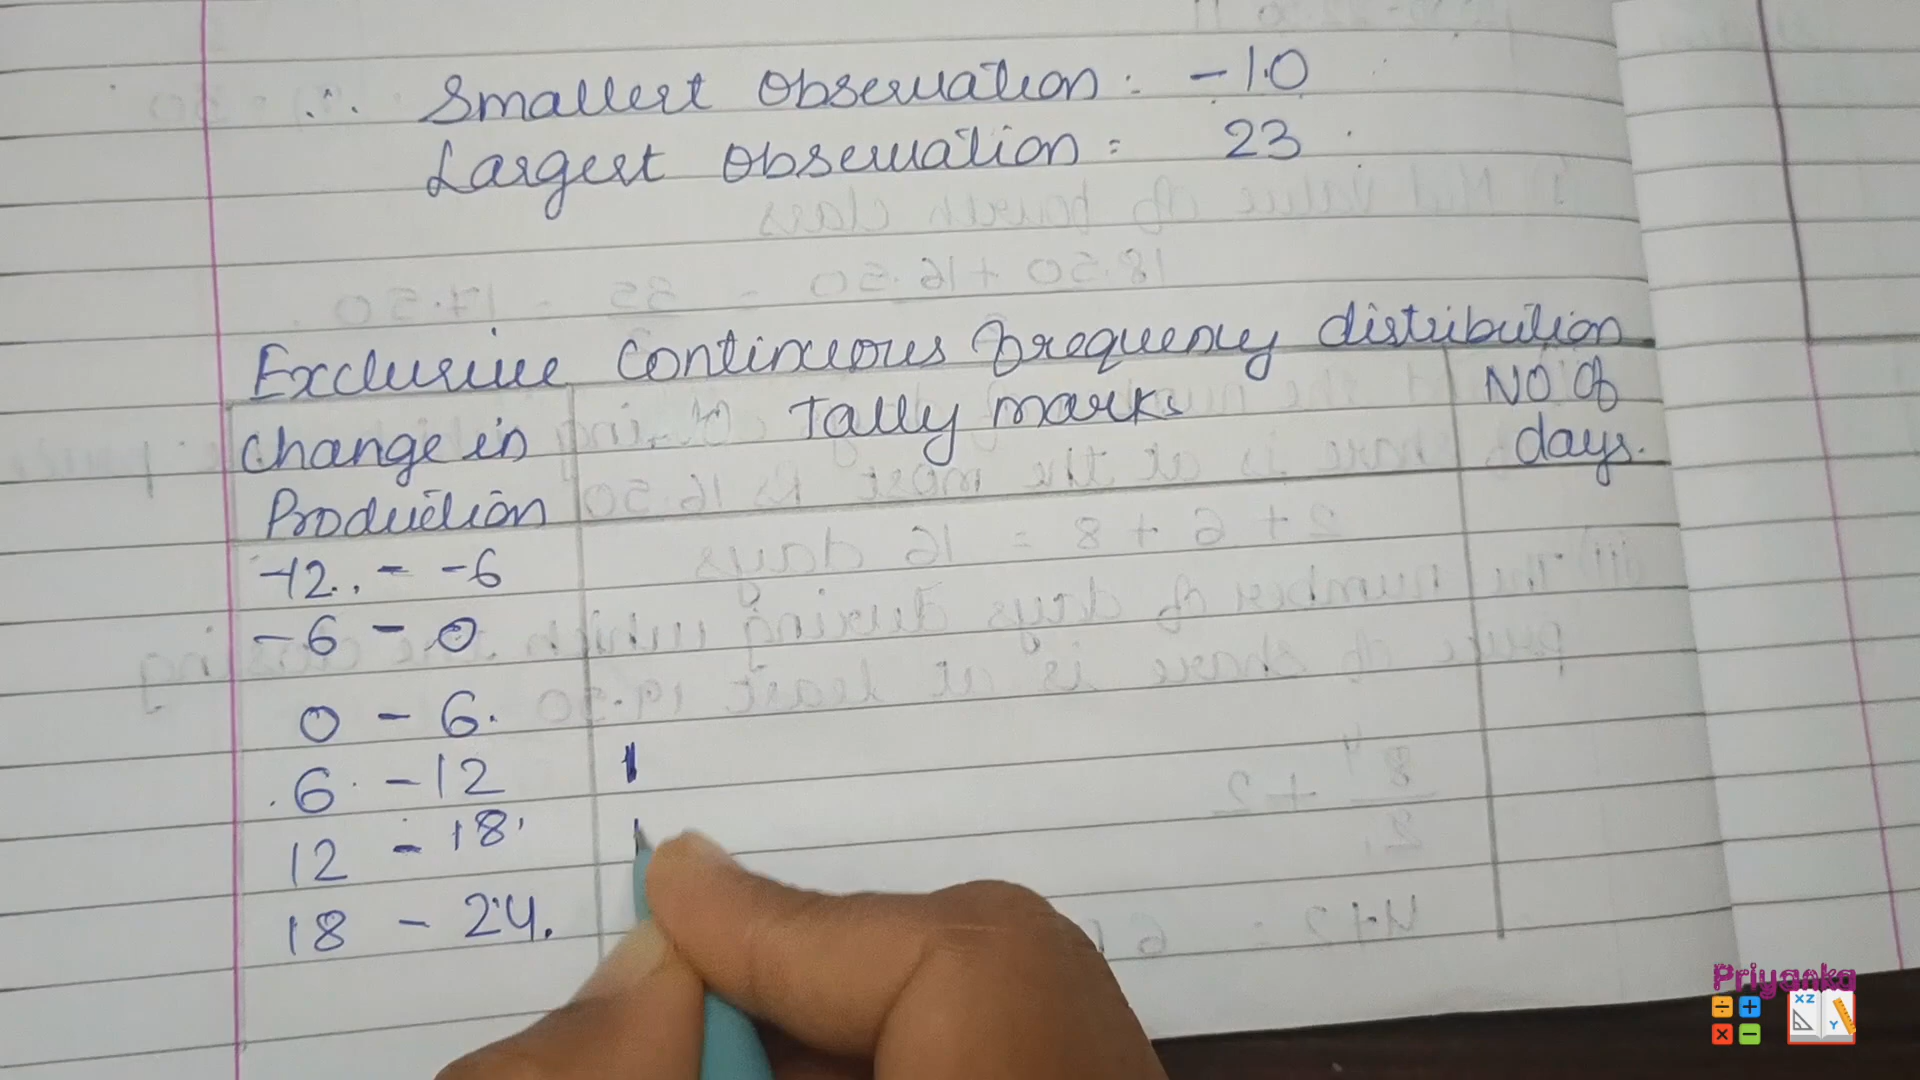 ∴ Smallest Observation : -10
Largest Observation = 23
Exclusive Continuous frequency distribution
Change in Production Tally marks No of days.
-12 - -6
-6 - 0
0 - 6.
6 - 12
12 - 18
18 - 24.
Priyanka
XZ
Y